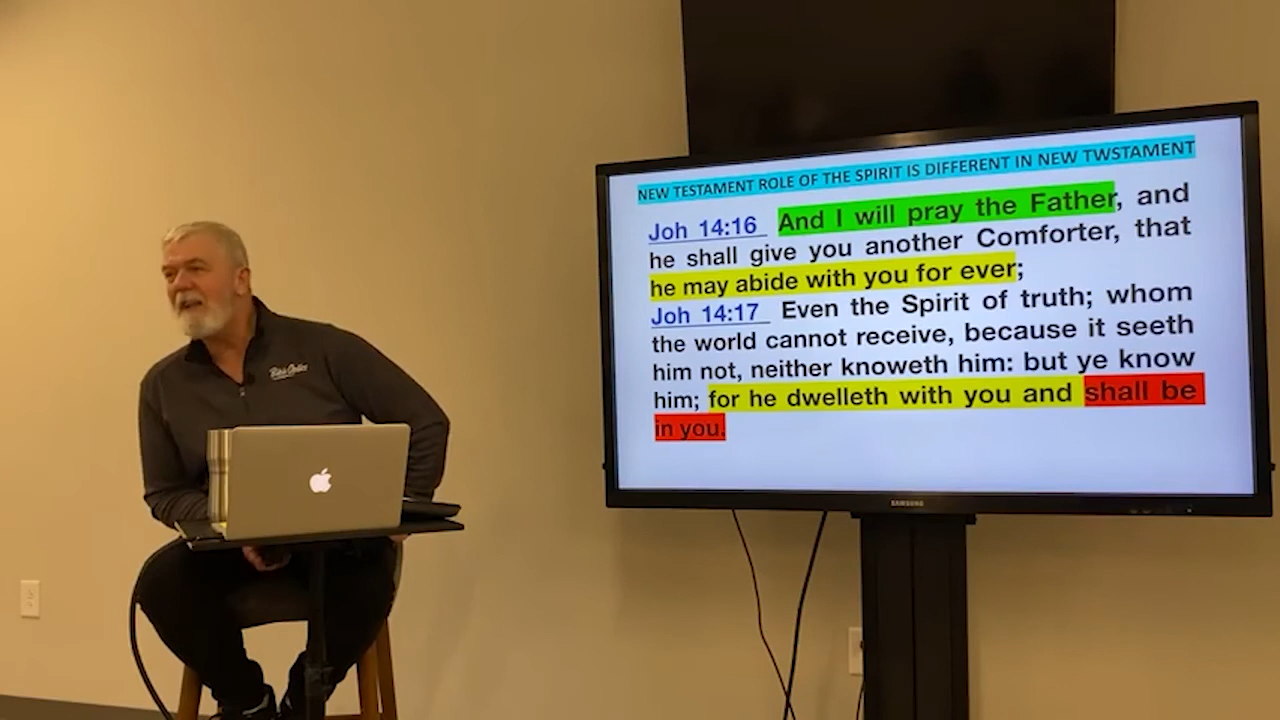 NEW TESTAMENT ROLE OF THE SPIRIT IS DIFFERENT IN NEW TWSTAMENT
Joh 14:16 And I will pray the Father, and
he shall give you another Comforter, that
he may abide with you for ever;
Joh 14:17 Even the Spirit of truth; whom
the world cannot receive, because it seeth
him not, neither knoweth him: but ye know
him; for he dwelleth with you and shall be
in you.
SAMSUNG